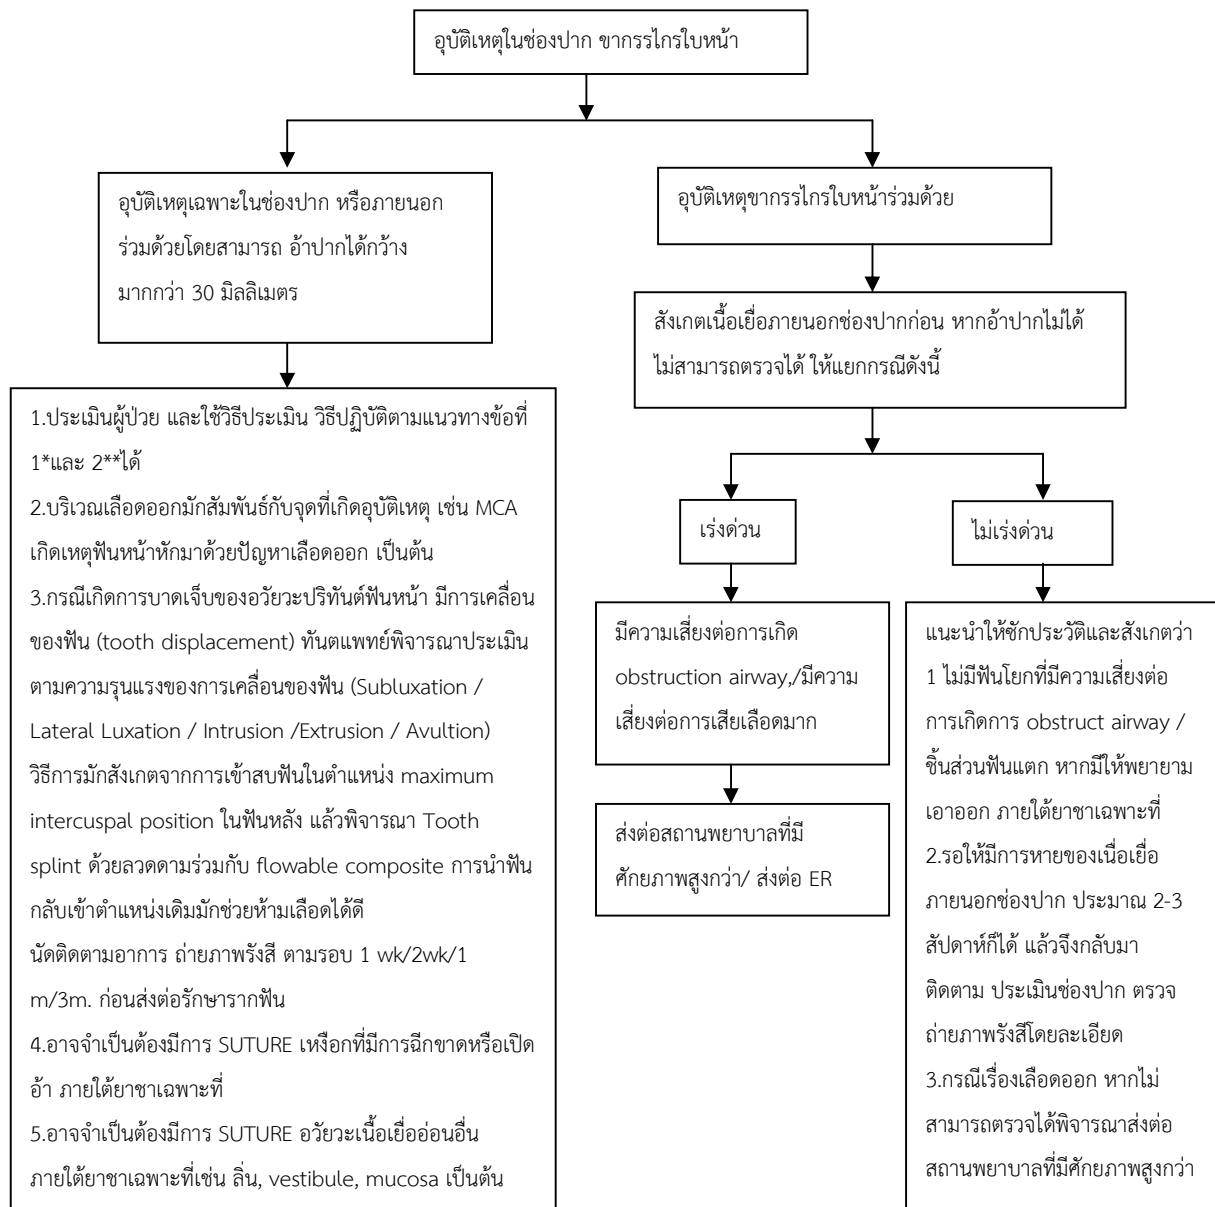 อุบัติเหตุในช่องปาก ขากรรไกรใบหน้า
อุบัติเหตุเฉพาะในช่องปาก หรือภายนอก
ร่วมด้วยโดยสามารถ อ้าปากได้กว้าง
มากกว่า 30 มิลลิเมตร
1.ประเมินผู้ป่วย และใช้วิธีประเมิน วิธีปฏิบัติตามแนวทางข้อที่
1*และ 2**ได้
2.บริเวณเลือดออกมักสัมพันธ์กับจุดที่เกิดอุบัติเหตุ เช่น MCA
เกิดเหตุฟันหน้าหักมาด้วยปัญหาเลือดออก เป็นต้น
3.กรณีเกิดการบาดเจ็บของอวัยวะปริทันต์ฟันหน้า มีการเคลื่อน
ของฟัน (tooth displacement) ทันตแพทย์พิจารณาประเมิน
ตามความรุนแรงของการเคลื่อนของฟัน (Subluxation /
Lateral Luxation / Intrusion /Extrusion / Avultion)
วิธีการมักสังเกตจากการเข้าสบฟันในตำแหน่ง maximum
intercuspal position ในฟันหลัง แล้วพิจารณา Tooth
splint ด้วยลวดดามร่วมกับ flowable composite การนำฟัน
กลับเข้าตำแหน่งเดิมมักช่วยห้ามเลือดได้ดี
นัดติดตามอาการ ถ่ายภาพรังสี ตามรอบ 1 wk/2wk/1
m/3m. ก่อนส่งต่อรักษารากฟัน
4.อาจจำเป็นต้องมีการ SUTURE เหงือกที่มีการฉีกขาดหรือเปิด
อ้า ภายใต้ยาชาเฉพาะที่
5.อาจจำเป็นต้องมีการ SUTURE อวัยวะเนื้อเยื่ออ่อนอื่น
ภายใต้ยาชาเฉพาะที่เช่น ลิ่น, vestibule, mucosa เป็นต้น
อุบัติเหตุขากรรไกรใบหน้าร่วมด้วย
สังเกตเนื้อเยื่อภายนอกช่องปากก่อน หากอ้าปากไม่ได้
ไม่สามารถตรวจได้ ให้แยกกรณีดังนี้
เร่งด่วน
มีความเสี่ยงต่อการเกิด
obstruction airway,/มีความ
เสี่ยงต่อการเสียเลือดมาก
ส่งต่อสถานพยาบาลที่มี
ศักยภาพสูงกว่า/ ส่งต่อ ER
ไม่เร่งด่วน
แนะนำให้ซักประวัติและสังเกตว่า
1 ไม่มีฟันโยกที่มีความเสี่ยงต่อ
การเกิดการ obstruct airway /
ชิ้นส่วนฟันแตก หากมีให้พยายาม
เอาออก ภายใต้ยาชาเฉพาะที่
2.รอให้มีการหายของเนื่อเยื่อ
ภายนอกช่องปาก ประมาณ 2-3
สัปดาห์ก็ได้ แล้วจึงกลับมา
ติดตาม ประเมินช่องปาก ตรวจ
ถ่ายภาพรังสีโดยละเอียด
3.กรณีเรื่องเลือดออก หากไม่
สามารถตรวจได้พิจารณาส่งต่อ
สถานพยาบาลที่มีศักยภาพสูงกว่า